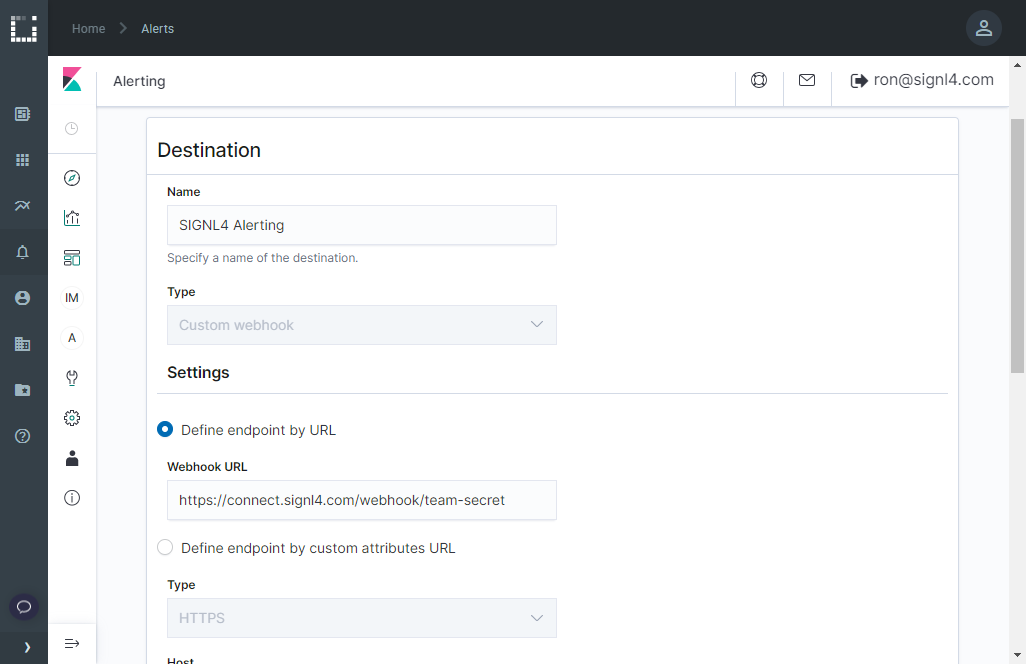 Home
Alerts
Alerting
ron@signl4.com
Destination
Name
SIGNL4 Alerting
Specify a name of the destination.
Type
Custom webhook
Settings
Define endpoint by URL
Webhook URL
https://connect.signl4.com/webhook/team-secret
Define endpoint by custom attributes URL
Type
HTTPS
Host
IM
A